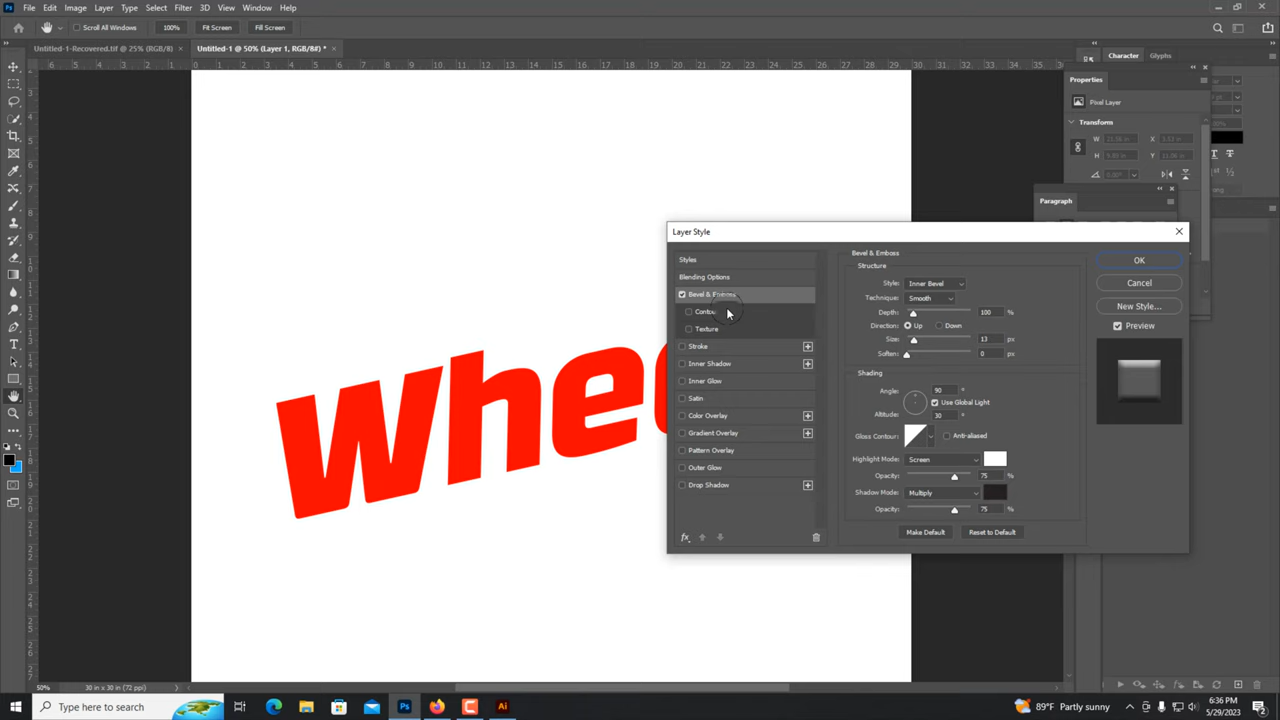 File Edit Image Layer Type Select Filter 3D View Window Help
Scroll All Windows 100% Fit Screen Fill Screen
Untitled-1-Recovered.tif @ 25% (RGB/8) × Untitled-1 @ 50% (Layer 1, RGB/8#) * ×
Character Glyphs
Properties
Pixel Layer
Transform
Paragraph
Layer Style
Styles
Blending Options
Bevel & Emboss
Contour
Texture
Stroke
Inner Shadow
Inner Glow
Satin
Color Overlay
Gradient Overlay
Pattern Overlay
Outer Glow
Drop Shadow
fx
Bevel & Emboss
Structure
Style: Inner Bevel
Technique: Smooth
Depth: 100 %
Direction: Up Down
Size: 13 px
Soften: 0 px
Shading
Angle: 90 °
Use Global Light
Altitude: 30 °
Gloss Contour: Anti-aliased
Highlight Mode: Screen
Opacity: 75 %
Shadow Mode: Multiply
Opacity: 75 %
Make Default Reset to Default
OK
Cancel
New Style...
Preview
Whe
50% 30 in x 30 in (72 ppi)
Type here to search
89°F Partly sunny
6:36 PM
5/29/2023